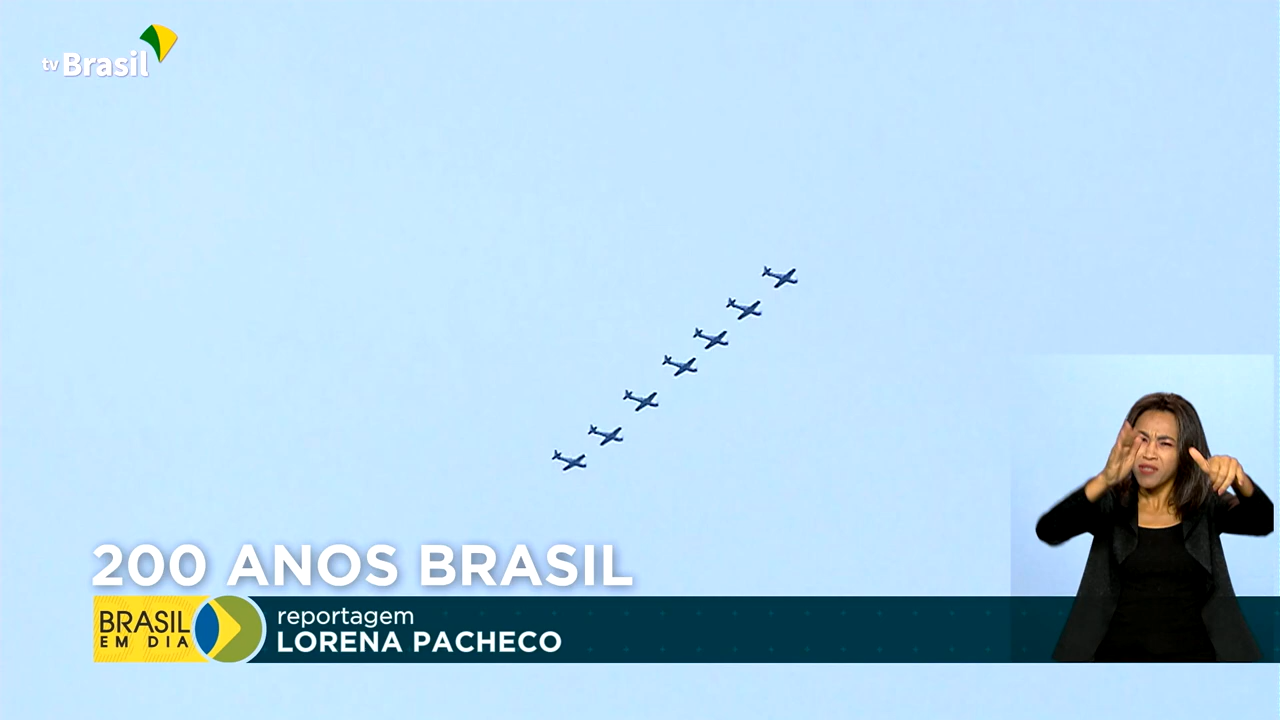 tv Brasil
200 ANOS BRASIL
BRASIL
EM DIA
reportagem
LORENA PACHECO